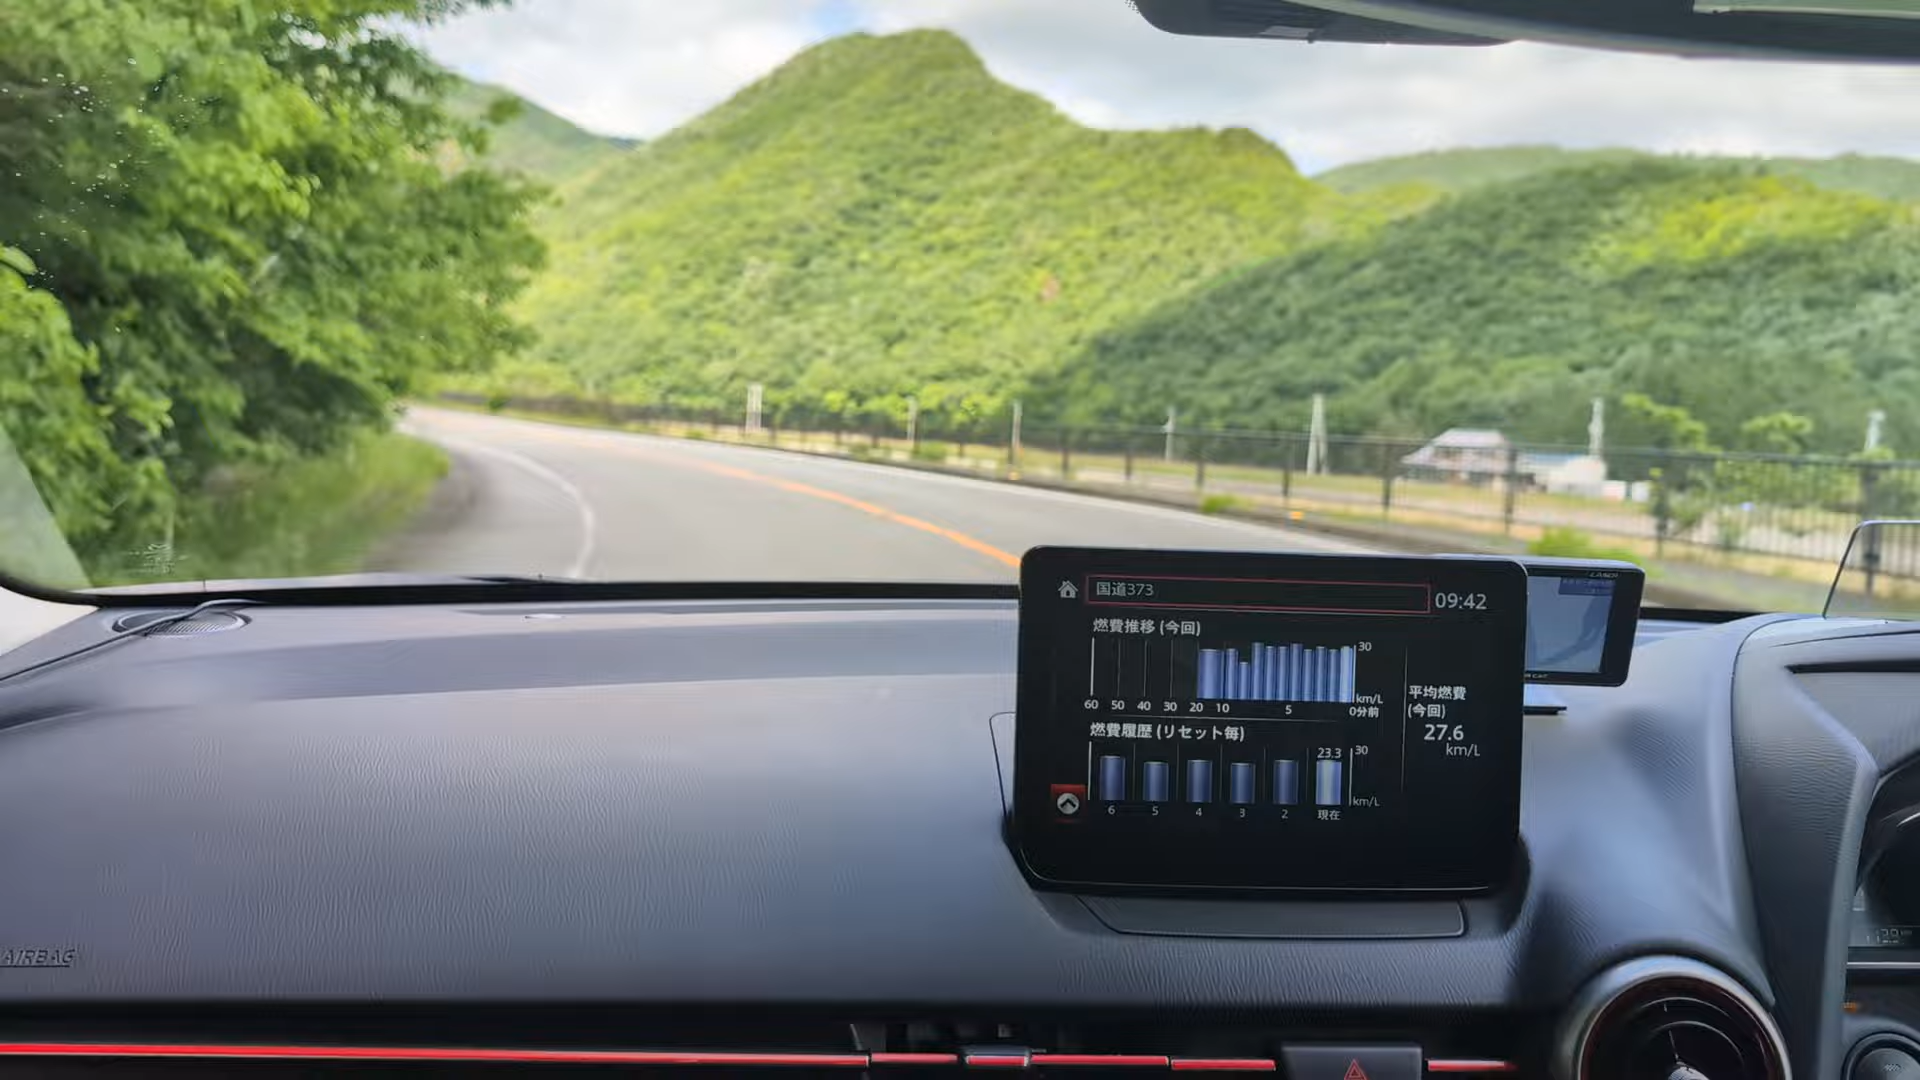 国道373
09:42
燃費推移 (今回)
30
km/L
60 50 40 30 20 10 5 0分前
平均燃費
(今回)
27.6
km/L
燃費履歴 (リセット毎)
23.3
30
km/L
6 5 4 3 2 現在
AIRBAG